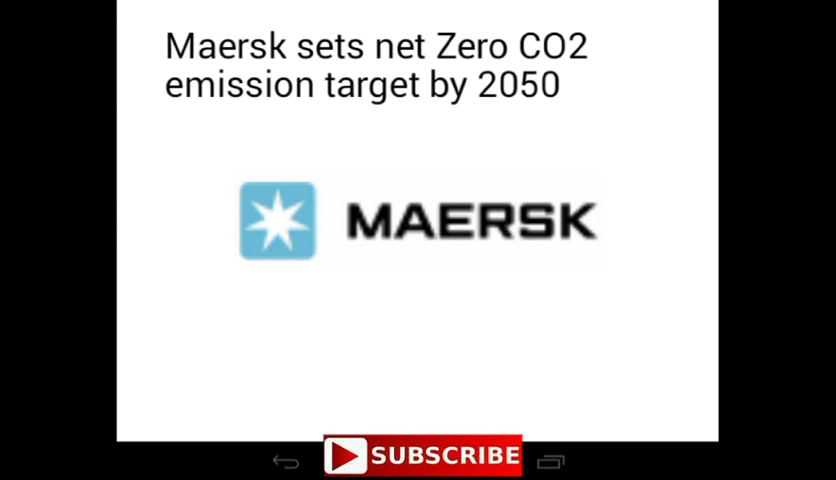 Maersk sets net Zero CO2
emission target by 2050
MAERSK
SUBSCRIBE